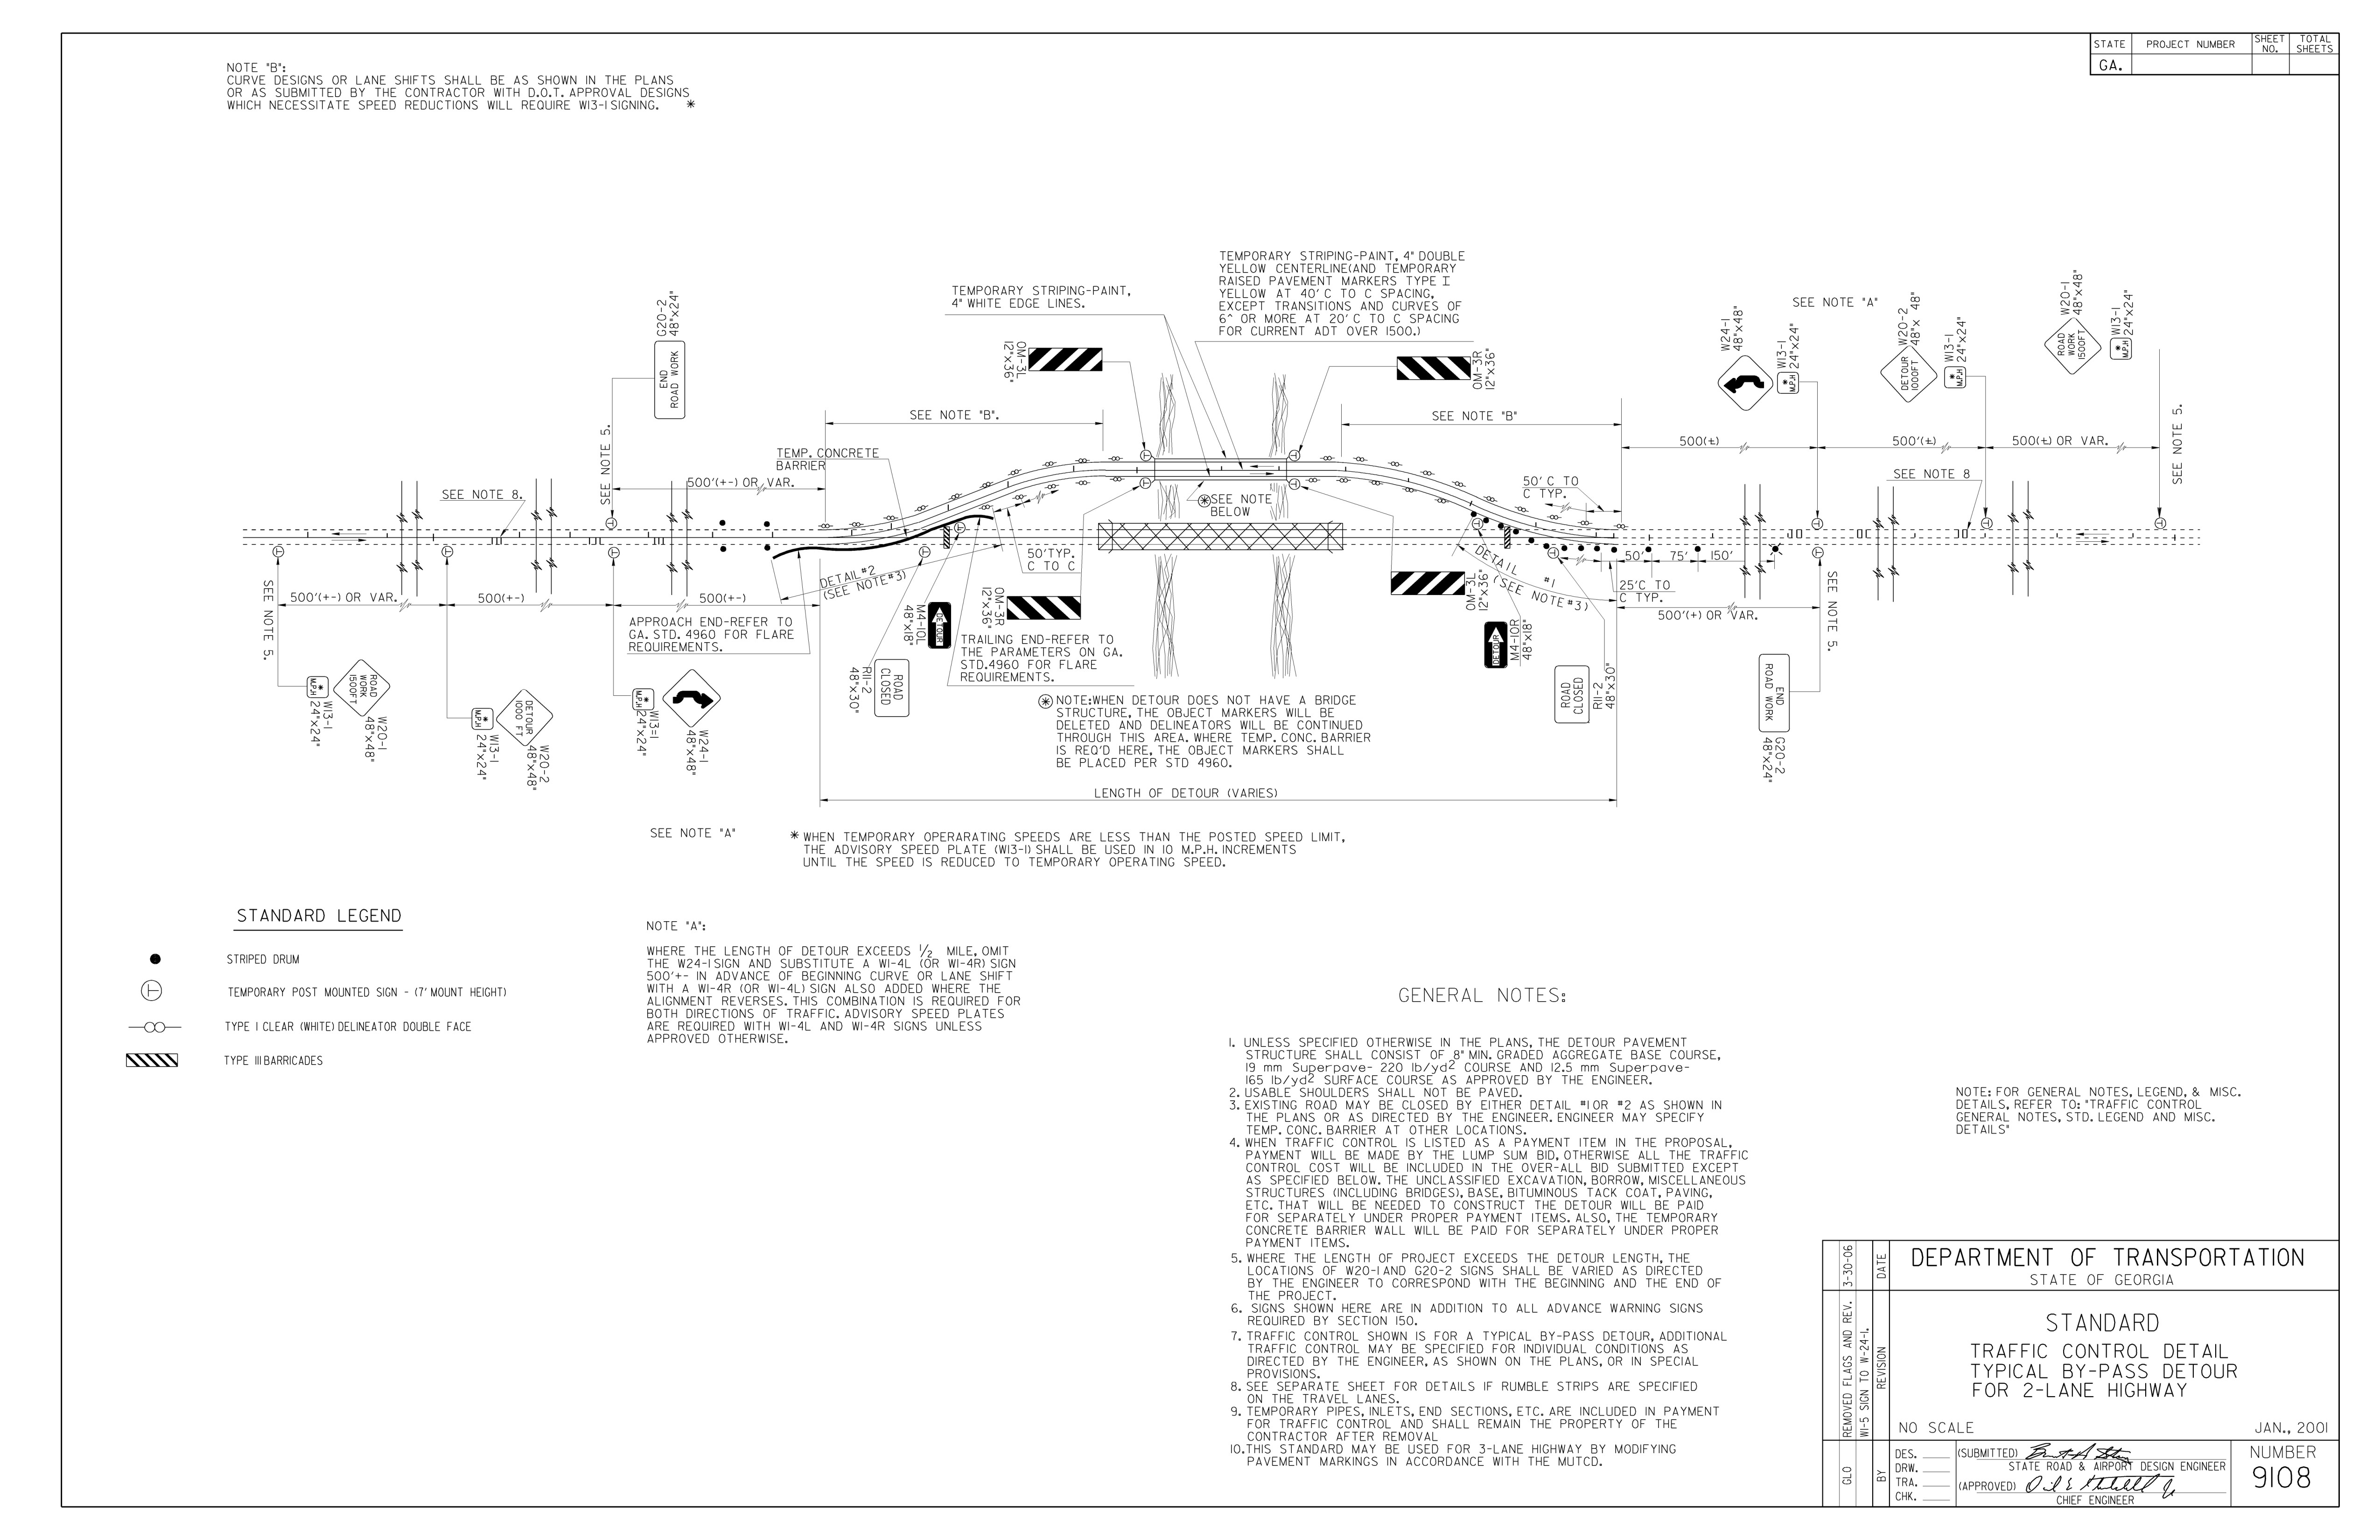 STATE
PROJECT NUMBER
SHEET
NO.
TOTAL
SHEETS
GA.
NOTE "B":
CURVE DESIGNS OR LANE SHIFTS SHALL BE AS SHOWN IN THE PLANS
OR AS SUBMITTED BY THE CONTRACTOR WITH D.O.T. APPROVAL DESIGNS
WHICH NECESSITATE SPEED REDUCTIONS WILL REQUIRE W13-1 SIGNING. *
TEMPORARY STRIPING-PAINT,
4" WHITE EDGE LINES.
TEMPORARY STRIPING-PAINT, 4" DOUBLE
YELLOW CENTERLINE(AND TEMPORARY
RAISED PAVEMENT MARKERS TYPE I
YELLOW AT 40' C TO C SPACING,
EXCEPT TRANSITIONS AND CURVES OF
6^ OR MORE AT 20' C TO C SPACING
FOR CURRENT ADT OVER 1500.)
SEE NOTE "A"
G20-2
48"x24"
END
ROAD WORK
OM-3L
12"x36"
OM-3R
12"x36"
W24-1
48"x48"
W13-1
24"x24"
*
M.P.H
W20-2
48"x 48"
DETOUR
1000FT
W13-1
24"x24"
*
M.P.H
W20-1
48"x48"
ROAD
WORK
1500FT
W13-1
24"x24"
*
M.P.H
SEE NOTE "B".
SEE NOTE "B"
SEE NOTE 5.
SEE NOTE 5.
500(±)
500'(±)
500(±) OR VAR.
TEMP. CONCRETE
BARRIER
500'(+-) OR VAR.
SEE NOTE 8.
SEE NOTE 8
50' C TO
C TYP.
* SEE NOTE
BELOW
50'TYP.
C TO C
DETAIL #2
(SEE NOTE #3)
DETAIL #1
(SEE NOTE #3)
50'
75'
150'
25'C TO
C TYP.
500'(+) OR VAR.
SEE NOTE 5.
SEE NOTE 5.
500'(+-) OR VAR.
500(+-)
500(+-)
APPROACH END-REFER TO
GA. STD. 4960 FOR FLARE
REQUIREMENTS.
M4-10L
48"x18"
DETOUR
OM-3R
12"x36"
OM-3L
12"x36"
M4-10R
48"x18"
DETOUR
TRAILING END-REFER TO
THE PARAMETERS ON GA.
STD.4960 FOR FLARE
REQUIREMENTS.
R11-2
48"x30"
ROAD
CLOSED
ROAD
CLOSED
R11-2
48"x30"
END
ROAD WORK
G20-2
48"x24"
*
M.P.H
W13-1
24"x24"
ROAD
WORK
1500FT
W20-1
48"x48"
*
M.P.H
W13-1
24"x24"
DETOUR
1000 FT
W20-2
48"x48"
*
M.P.H
W13=1
24"x24"
W24-1
48"x48"
* NOTE:WHEN DETOUR DOES NOT HAVE A BRIDGE
STRUCTURE, THE OBJECT MARKERS WILL BE
DELETED AND DELINEATORS WILL BE CONTINUED
THROUGH THIS AREA. WHERE TEMP. CONC. BARRIER
IS REQ'D HERE, THE OBJECT MARKERS SHALL
BE PLACED PER STD 4960.
LENGTH OF DETOUR (VARIES)
SEE NOTE "A"
* WHEN TEMPORARY OPERARATING SPEEDS ARE LESS THAN THE POSTED SPEED LIMIT,
THE ADVISORY SPEED PLATE (W13-1) SHALL BE USED IN 10 M.P.H. INCREMENTS
UNTIL THE SPEED IS REDUCED TO TEMPORARY OPERATING SPEED.
STANDARD LEGEND
STRIPED DRUM
TEMPORARY POST MOUNTED SIGN - (7' MOUNT HEIGHT)
TYPE I CLEAR (WHITE) DELINEATOR DOUBLE FACE
TYPE III BARRICADES
NOTE "A":
WHERE THE LENGTH OF DETOUR EXCEEDS 1/2 MILE, OMIT
THE W24-1 SIGN AND SUBSTITUTE A W1-4L (OR W1-4R) SIGN
500'+- IN ADVANCE OF BEGINNING CURVE OR LANE SHIFT
WITH A W1-4R (OR W1-4L) SIGN ALSO ADDED WHERE THE
ALIGNMENT REVERSES. THIS COMBINATION IS REQUIRED FOR
BOTH DIRECTIONS OF TRAFFIC. ADVISORY SPEED PLATES
ARE REQUIRED WITH W1-4L AND W1-4R SIGNS UNLESS
APPROVED OTHERWISE.
GENERAL NOTES:
1. UNLESS SPECIFIED OTHERWISE IN THE PLANS, THE DETOUR PAVEMENT
STRUCTURE SHALL CONSIST OF 8" MIN. GRADED AGGREGATE BASE COURSE,
19 mm Superpave- 220 lb/yd² COURSE AND 12.5 mm Superpave-
165 lb/yd² SURFACE COURSE AS APPROVED BY THE ENGINEER.
2. USABLE SHOULDERS SHALL NOT BE PAVED.
3. EXISTING ROAD MAY BE CLOSED BY EITHER DETAIL #1 OR #2 AS SHOWN IN
THE PLANS OR AS DIRECTED BY THE ENGINEER. ENGINEER MAY SPECIFY
TEMP. CONC. BARRIER AT OTHER LOCATIONS.
4. WHEN TRAFFIC CONTROL IS LISTED AS A PAYMENT ITEM IN THE PROPOSAL,
PAYMENT WILL BE MADE BY THE LUMP SUM BID, OTHERWISE ALL THE TRAFFIC
CONTROL COST WILL BE INCLUDED IN THE OVER-ALL BID SUBMITTED EXCEPT
AS SPECIFIED BELOW. THE UNCLASSIFIED EXCAVATION, BORROW, MISCELLANEOUS
STRUCTURES (INCLUDING BRIDGES), BASE, BITUMINOUS TACK COAT, PAVING,
ETC. THAT WILL BE NEEDED TO CONSTRUCT THE DETOUR WILL BE PAID
FOR SEPARATELY UNDER PROPER PAYMENT ITEMS. ALSO, THE TEMPORARY
CONCRETE BARRIER WALL WILL BE PAID FOR SEPARATELY UNDER PROPER
PAYMENT ITEMS.
5. WHERE THE LENGTH OF PROJECT EXCEEDS THE DETOUR LENGTH, THE
LOCATIONS OF W20-1 AND G20-2 SIGNS SHALL BE VARIED AS DIRECTED
BY THE ENGINEER TO CORRESPOND WITH THE BEGINNING AND THE END OF
THE PROJECT.
6. SIGNS SHOWN HERE ARE IN ADDITION TO ALL ADVANCE WARNING SIGNS
REQUIRED BY SECTION 150.
7. TRAFFIC CONTROL SHOWN IS FOR A TYPICAL BY-PASS DETOUR, ADDITIONAL
TRAFFIC CONTROL MAY BE SPECIFIED FOR INDIVIDUAL CONDITIONS AS
DIRECTED BY THE ENGINEER, AS SHOWN ON THE PLANS, OR IN SPECIAL
PROVISIONS.
8. SEE SEPARATE SHEET FOR DETAILS IF RUMBLE STRIPS ARE SPECIFIED
ON THE TRAVEL LANES.
9. TEMPORARY PIPES, INLETS, END SECTIONS, ETC. ARE INCLUDED IN PAYMENT
FOR TRAFFIC CONTROL AND SHALL REMAIN THE PROPERTY OF THE
CONTRACTOR AFTER REMOVAL
10.THIS STANDARD MAY BE USED FOR 3-LANE HIGHWAY BY MODIFYING
PAVEMENT MARKINGS IN ACCORDANCE WITH THE MUTCD.
NOTE: FOR GENERAL NOTES, LEGEND, & MISC.
DETAILS, REFER TO: "TRAFFIC CONTROL
GENERAL NOTES, STD. LEGEND AND MISC.
DETAILS"
3-30-06
DATE
REMOVED FLAGS AND REV.
W1-5 SIGN TO W-24-1.
REVISION
GLO
BY
DEPARTMENT OF TRANSPORTATION
STATE OF GEORGIA
STANDARD
TRAFFIC CONTROL DETAIL
TYPICAL BY-PASS DETOUR
FOR 2-LANE HIGHWAY
NO SCALE
JAN., 2001
DES.
DRW.
TRA.
CHK.
(SUBMITTED)
STATE ROAD & AIRPORT DESIGN ENGINEER
(APPROVED)
CHIEF ENGINEER
NUMBER
9108